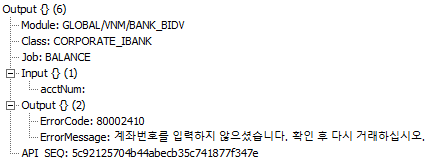 Output {} (6)
Module: GLOBAL/VNM/BANK_BIDV
Class: CORPORATE_IBANK
Job: BALANCE
Input {} (1)
acctNum:
Output {} (2)
ErrorCode: 80002410
ErrorMessage: 계좌번호를 입력하지 않으셨습니다. 확인 후 다시 거래하십시오.
API_SEQ: 5c92125704b44abecb35c741877f347e